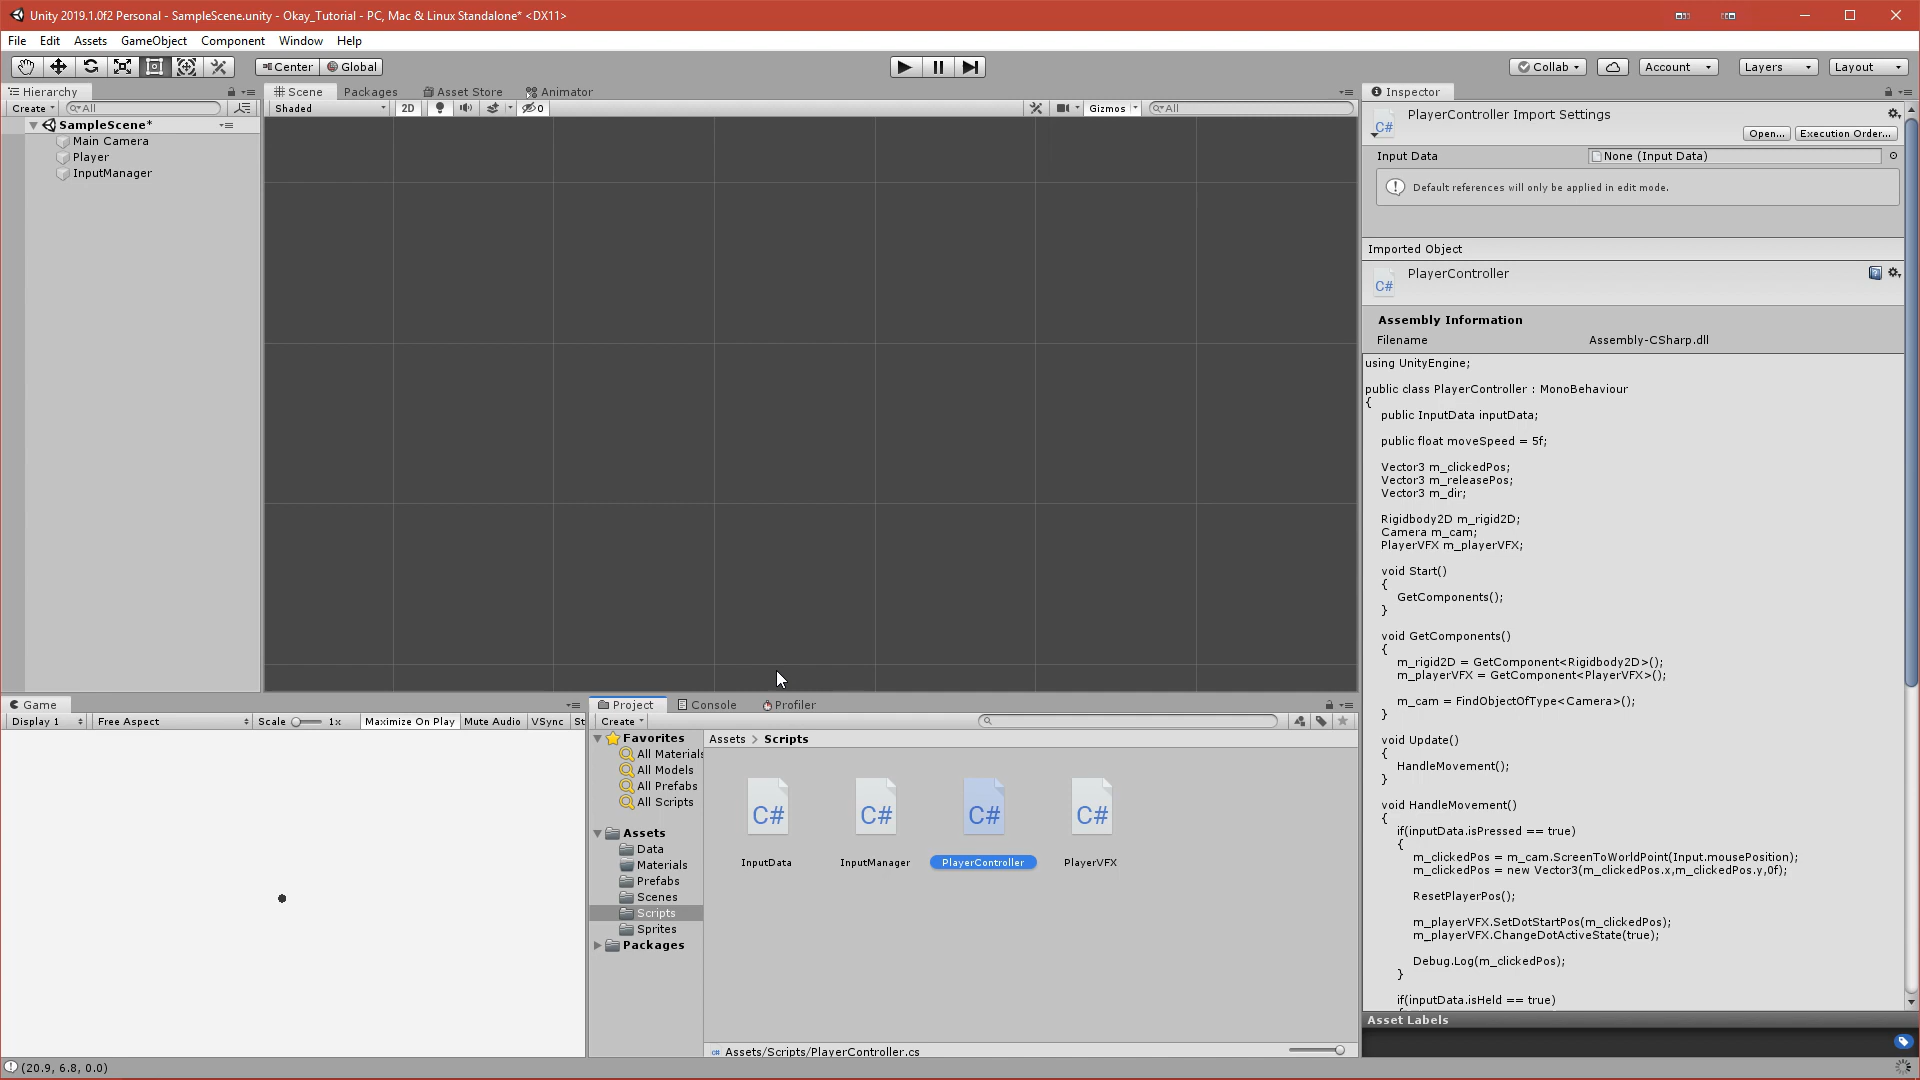 Unity 2019.1.0f2 Personal - SampleScene.unity - Okay_Tutorial - PC, Mac & Linux Standalone* <DX11>
File Edit Assets GameObject Component Window Help
Center Global Collab Account Layers Layout
Hierarchy
Create All
SampleScene*
Main Camera
Player
InputManager
Scene Packages Asset Store Animator
Shaded 2D 0 Gizmos All
Inspector
PlayerController Import Settings
Open... Execution Order...
Input Data None (Input Data)
Default references will only be applied in edit mode.
Imported Object
PlayerController
C#
C#
Assembly Information
Filename Assembly-CSharp.dll
using UnityEngine;
public class PlayerController : MonoBehaviour
{
public InputData inputData;
public float moveSpeed = 5f;
Vector3 m_clickedPos;
Vector3 m_releasePos;
Vector3 m_dir;
Rigidbody2D m_rigid2D;
Camera m_cam;
PlayerVFX m_playerVFX;
void Start()
{
GetComponents();
}
void GetComponents()
{
m_rigid2D = GetComponent<Rigidbody2D>();
m_playerVFX = GetComponent<PlayerVFX>();
m_cam = FindObjectOfType<Camera>();
}
void Update()
{
HandleMovement();
}
void HandleMovement()
{
if(inputData.isPressed == true)
{
m_clickedPos = m_cam.ScreenToWorldPoint(Input.mousePosition);
m_clickedPos = new Vector3(m_clickedPos.x,m_clickedPos.y,0f);
ResetPlayerPos();
m_playerVFX.SetDotStartPos(m_clickedPos);
m_playerVFX.ChangeDotActiveState(true);
Debug.Log(m_clickedPos);
}
if(inputData.isHeld == true)
Asset Labels
Game
Display 1 Free Aspect Scale 1x Maximize On Play Mute Audio VSync St
Project Console Profiler
Create
Favorites
All Materials
All Models
All Prefabs
All Scripts
Assets
Data
Materials
Prefabs
Scenes
Scripts
Sprites
Packages
Assets > Scripts
C# C# C# C#
InputData InputManager PlayerController PlayerVFX
Assets/Scripts/PlayerController.cs
(20.9, 6.8, 0.0)